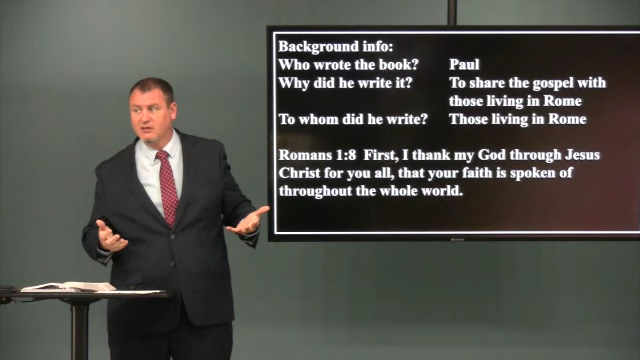 Background info:
Who wrote the book? Paul
Why did he write it? To share the gospel with
those living in Rome
To whom did he write? Those living in Rome
Romans 1:8 First, I thank my God through Jesus
Christ for you all, that your faith is spoken of
throughout the whole world.